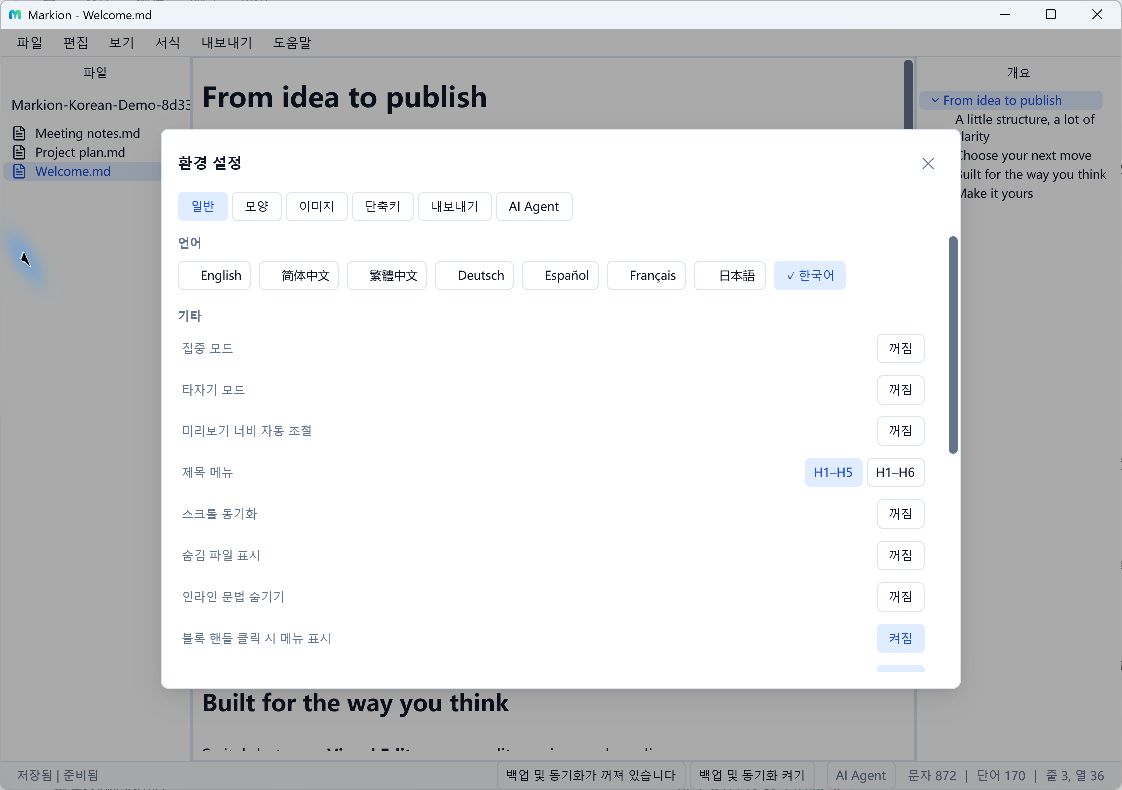 Markion - Welcome.md
파일 편집 보기 서식 내보내기 도움말
파일
Markion-Korean-Demo-8d33
Meeting notes.md
Project plan.md
Welcome.md
From idea to publish
개요
From idea to publish
A little structure, a lot of
larity
hoose your next move
uilt for the way you think
Make it yours
환경 설정
일반 모양 이미지 단축키 내보내기 AI Agent
언어
English 简体中文 繁體中文 Deutsch Español Français 日本語 ✓ 한국어
기타
집중 모드 꺼짐
타자기 모드 꺼짐
미리보기 너비 자동 조절 꺼짐
제목 메뉴 H1–H5 H1–H6
스크롤 동기화 꺼짐
숨김 파일 표시 꺼짐
인라인 문법 숨기기 꺼짐
블록 핸들 클릭 시 메뉴 표시 켜짐
Built for the way you think
저장됨 | 준비됨 백업 및 동기화가 꺼져 있습니다 백업 및 동기화 켜기 AI Agent 문자 872 | 단어 170 | 줄 3, 열 36